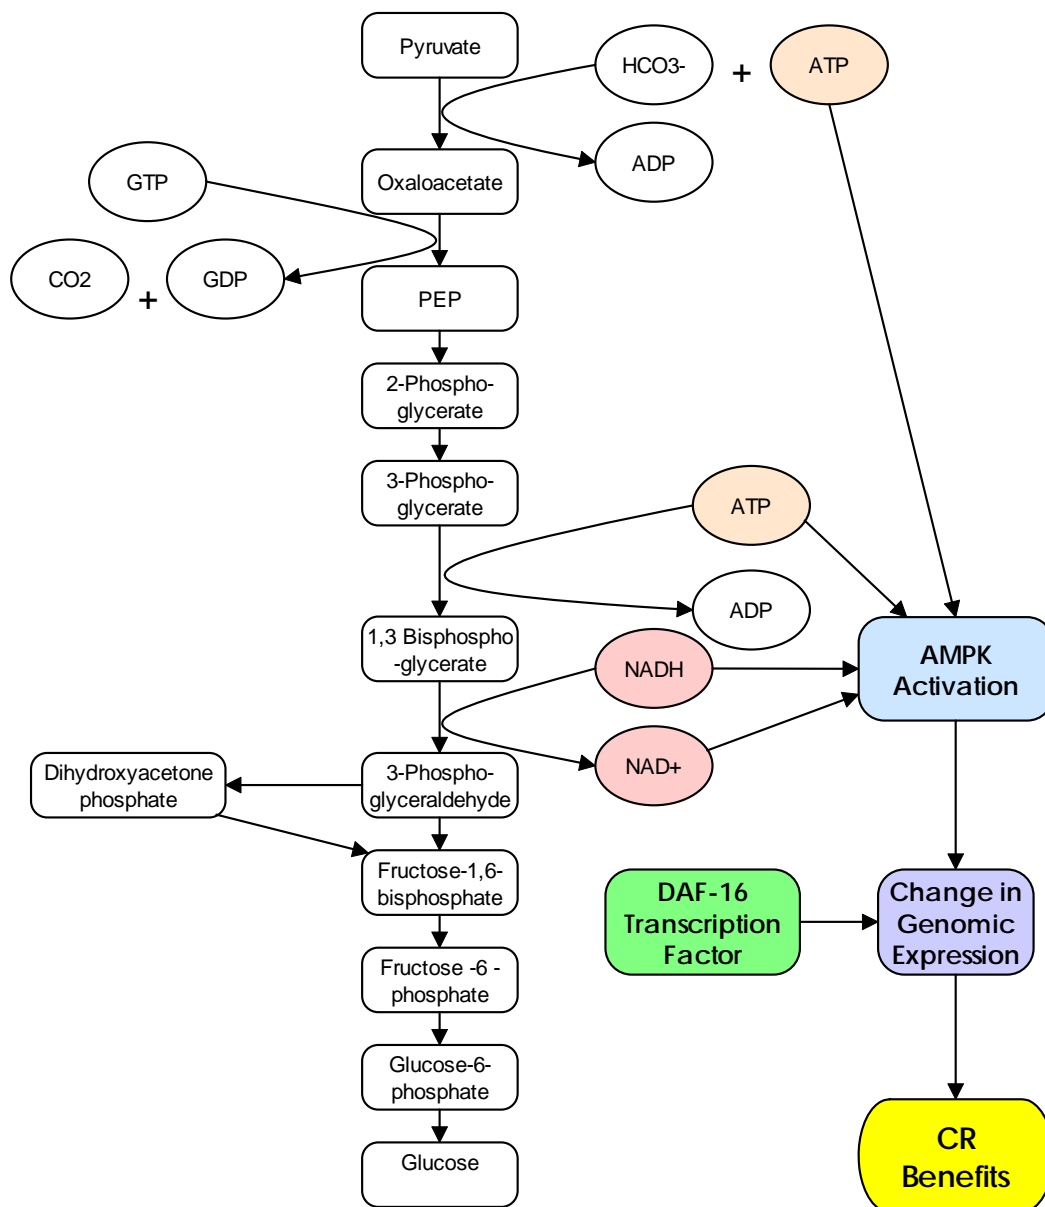 Pyruvate
HCO3-
+
ATP
ADP
Oxaloacetate
GTP
CO2
+
GDP
PEP
2-Phospho-
glycerate
3-Phospho-
glycerate
ATP
ADP
1,3 Bisphospho
-glycerate
NADH
AMPK
Activation
NAD+
Dihydroxyacetone
phosphate
3-Phospho-
glyceraldehyde
Fructose-1,6-
bisphosphate
DAF-16
Transcription
Factor
Change in
Genomic
Expression
Fructose -6 -
phosphate
Glucose-6-
phosphate
Glucose
CR
Benefits